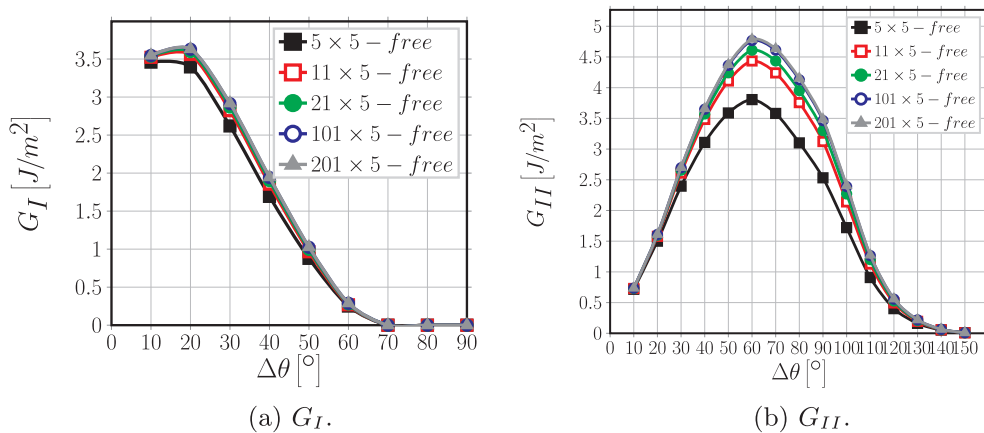 G_I [J/m²]
3.5
3
2.5
2
1.5
1
0.5
0
5 × 5 − free
11 × 5 − free
21 × 5 − free
101 × 5 − free
201 × 5 − free
0 10 20 30 40 50 60 70 80 90
Δθ [°]
(a) G_I.
G_II [J/m²]
5
4.5
4
3.5
3
2.5
2
1.5
1
0.5
0
5 × 5 − free
11 × 5 − free
21 × 5 − free
101 × 5 − free
201 × 5 − free
0 10 20 30 40 50 60 70 80 90 100 110 120 130 140 150
Δθ [°]
(b) G_II.